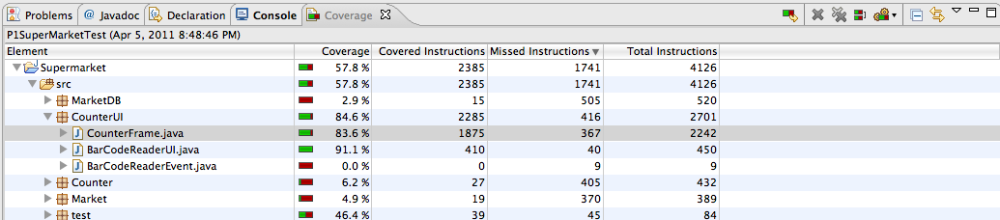 Problems @ Javadoc Declaration Console Coverage
P1SuperMarketTest (Apr 5, 2011 8:48:46 PM)
Element Coverage Covered Instructions Missed Instructions Total Instructions
Supermarket 57.8 % 2385 1741 4126
src 57.8 % 2385 1741 4126
MarketDB 2.9 % 15 505 520
CounterUI 84.6 % 2285 416 2701
CounterFrame.java 83.6 % 1875 367 2242
BarCodeReaderUI.java 91.1 % 410 40 450
BarCodeReaderEvent.java 0.0 % 0 9 9
Counter 6.2 % 27 405 432
Market 4.9 % 19 370 389
test 46.4 % 39 45 84